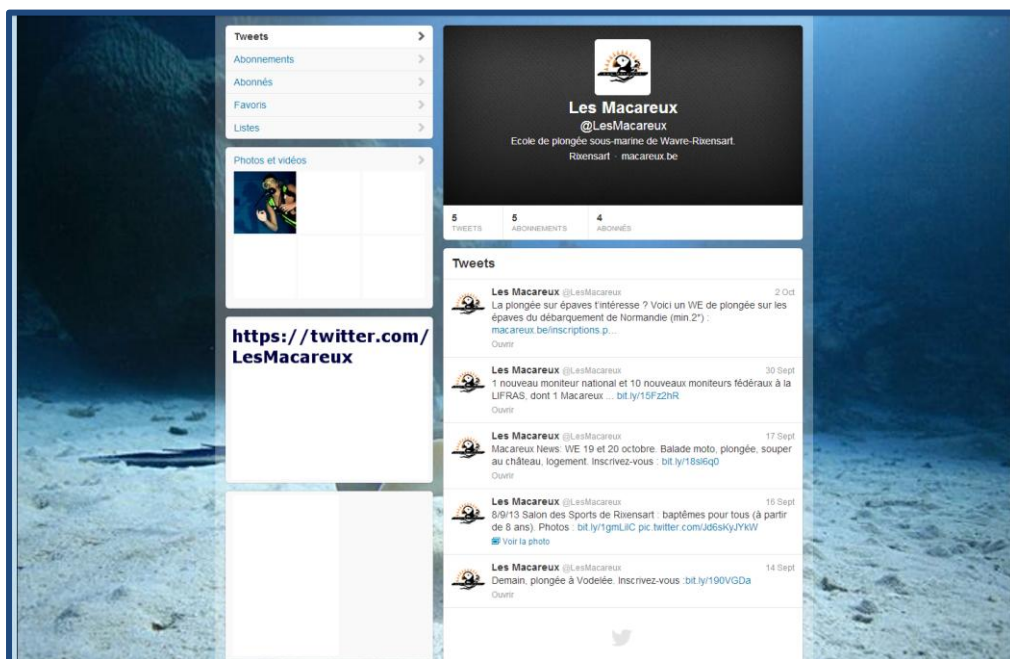 Tweets
Abonnements
Abonnés
Favoris
Listes
Photos et vidéos
https://twitter.com/
LesMacareux
Les Macareux
@LesMacareux
Ecole de plongée sous-marine de Wavre-Rixensart.
Rixensart · macareux.be
5
TWEETS
5
ABONNEMENTS
4
ABONNÉS
Tweets
Les Macareux @LesMacareux 2 Oct
La plongée sur épaves t'intéresse ? Voici un WE de plongée sur les
épaves du débarquement de Normandie (min.2*) :
macareux.be/inscriptions.p...
Ouvrir
Les Macareux @LesMacareux 30 Sept
1 nouveau moniteur national et 10 nouveaux moniteurs fédéraux à la
LIFRAS, dont 1 Macareux ... bit.ly/15Fz2hR
Ouvrir
Les Macareux @LesMacareux 17 Sept
Macareux News: WE 19 et 20 octobre. Balade moto, plongée, souper
au château, logement. Inscrivez-vous : bit.ly/18sl6q0
Ouvrir
Les Macareux @LesMacareux 16 Sept
8/9/13 Salon des Sports de Rixensart : baptêmes pour tous (à partir
de 8 ans). Photos : bit.ly/1gmLilC pic.twitter.com/Jd6sKyJYkW
Voir la photo
Les Macareux @LesMacareux 14 Sept
Demain, plongée à Vodelée. Inscrivez-vous :bit.ly/190VGDa
Ouvrir